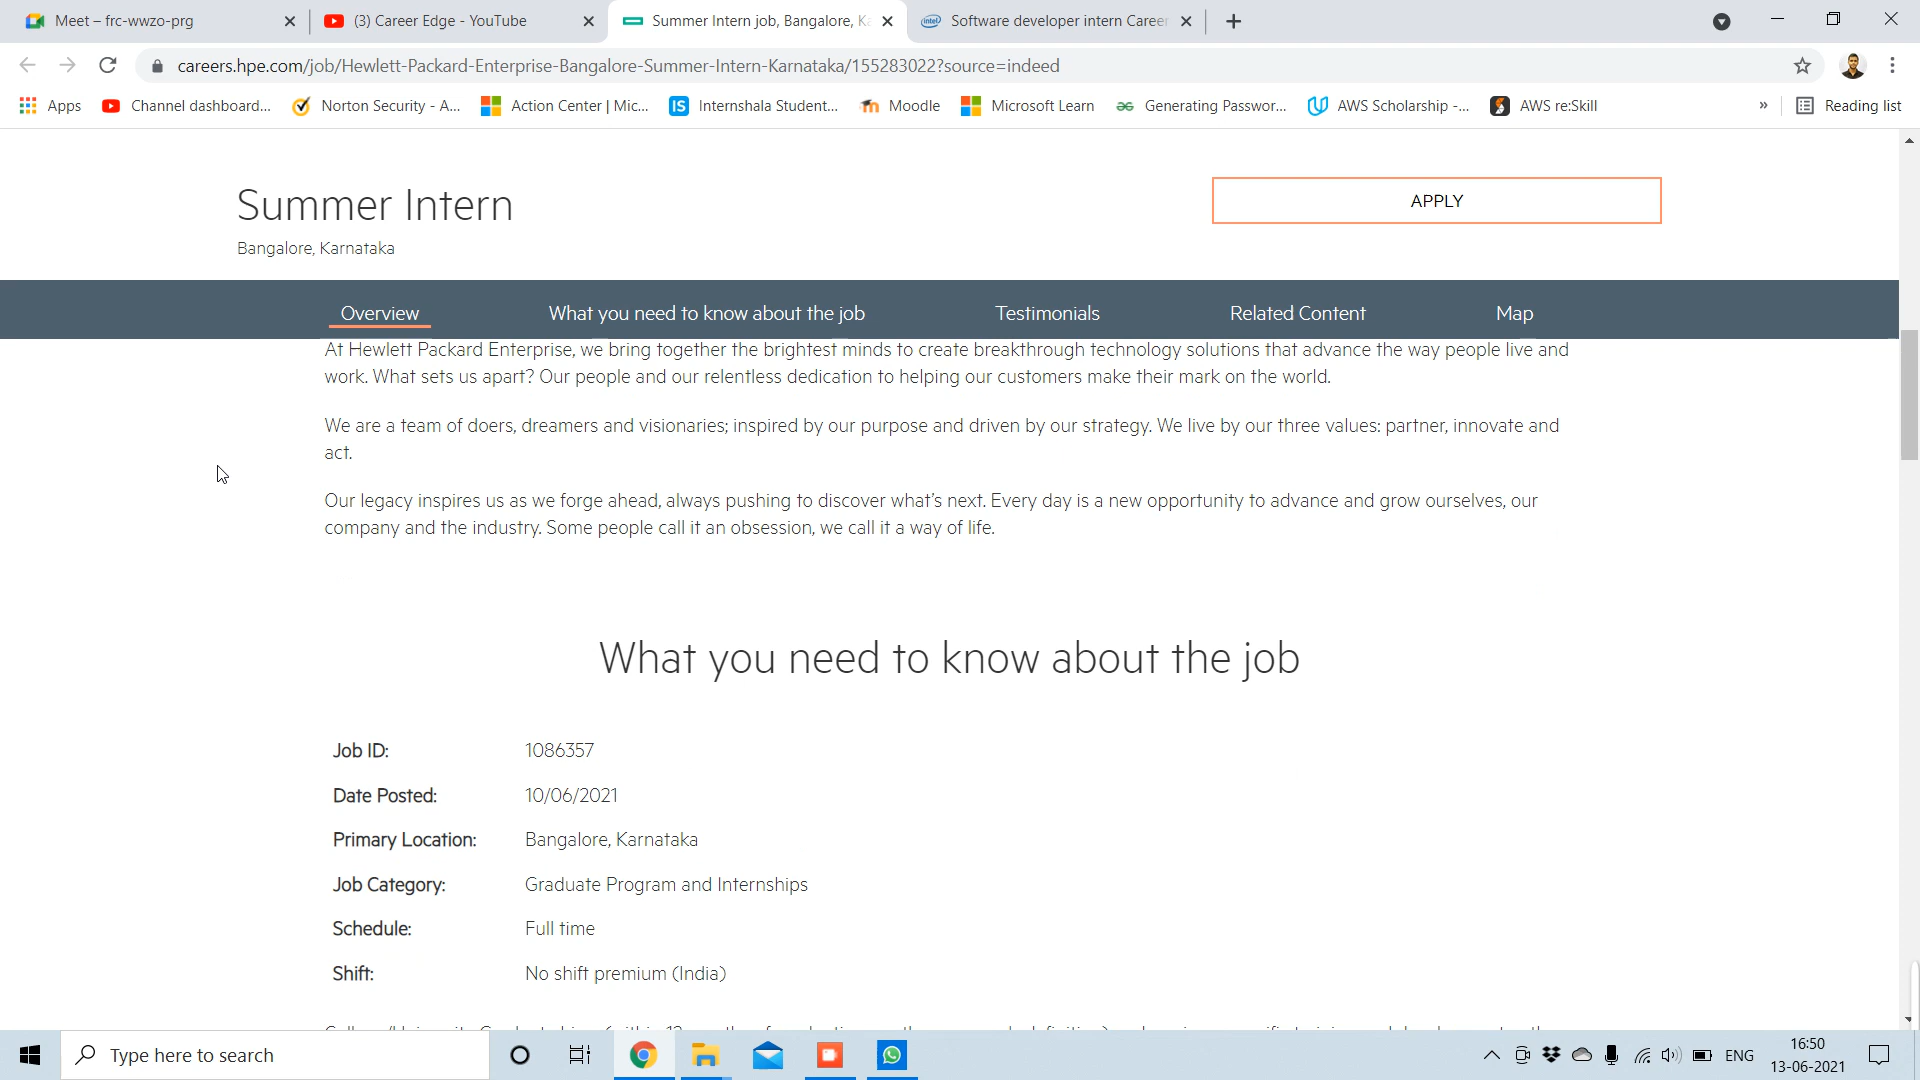 Meet – frc-wwzo-prg
(3) Career Edge - YouTube
Summer Intern job, Bangalore, Ka
Software developer intern Career
careers.hpe.com/job/Hewlett-Packard-Enterprise-Bangalore-Summer-Intern-Karnataka/155283022?source=indeed
Apps
Channel dashboard...
Norton Security - A...
Action Center | Mic...
IS
Internshala Student...
Moodle
Microsoft Learn
Generating Passwor...
AWS Scholarship -...
AWS re:Skill
»
Reading list
Summer Intern
APPLY
Bangalore, Karnataka
Overview
What you need to know about the job
Testimonials
Related Content
Map
At Hewlett Packard Enterprise, we bring together the brightest minds to create breakthrough technology solutions that advance the way people live and
work. What sets us apart? Our people and our relentless dedication to helping our customers make their mark on the world.
We are a team of doers, dreamers and visionaries; inspired by our purpose and driven by our strategy. We live by our three values: partner, innovate and
act.
Our legacy inspires us as we forge ahead, always pushing to discover what's next. Every day is a new opportunity to advance and grow ourselves, our
company and the industry. Some people call it an obsession, we call it a way of life.
What you need to know about the job
Job ID: 1086357
Date Posted: 10/06/2021
Primary Location: Bangalore, Karnataka
Job Category: Graduate Program and Internships
Schedule: Full time
Shift: No shift premium (India)
Type here to search
ENG
16:50
13-06-2021